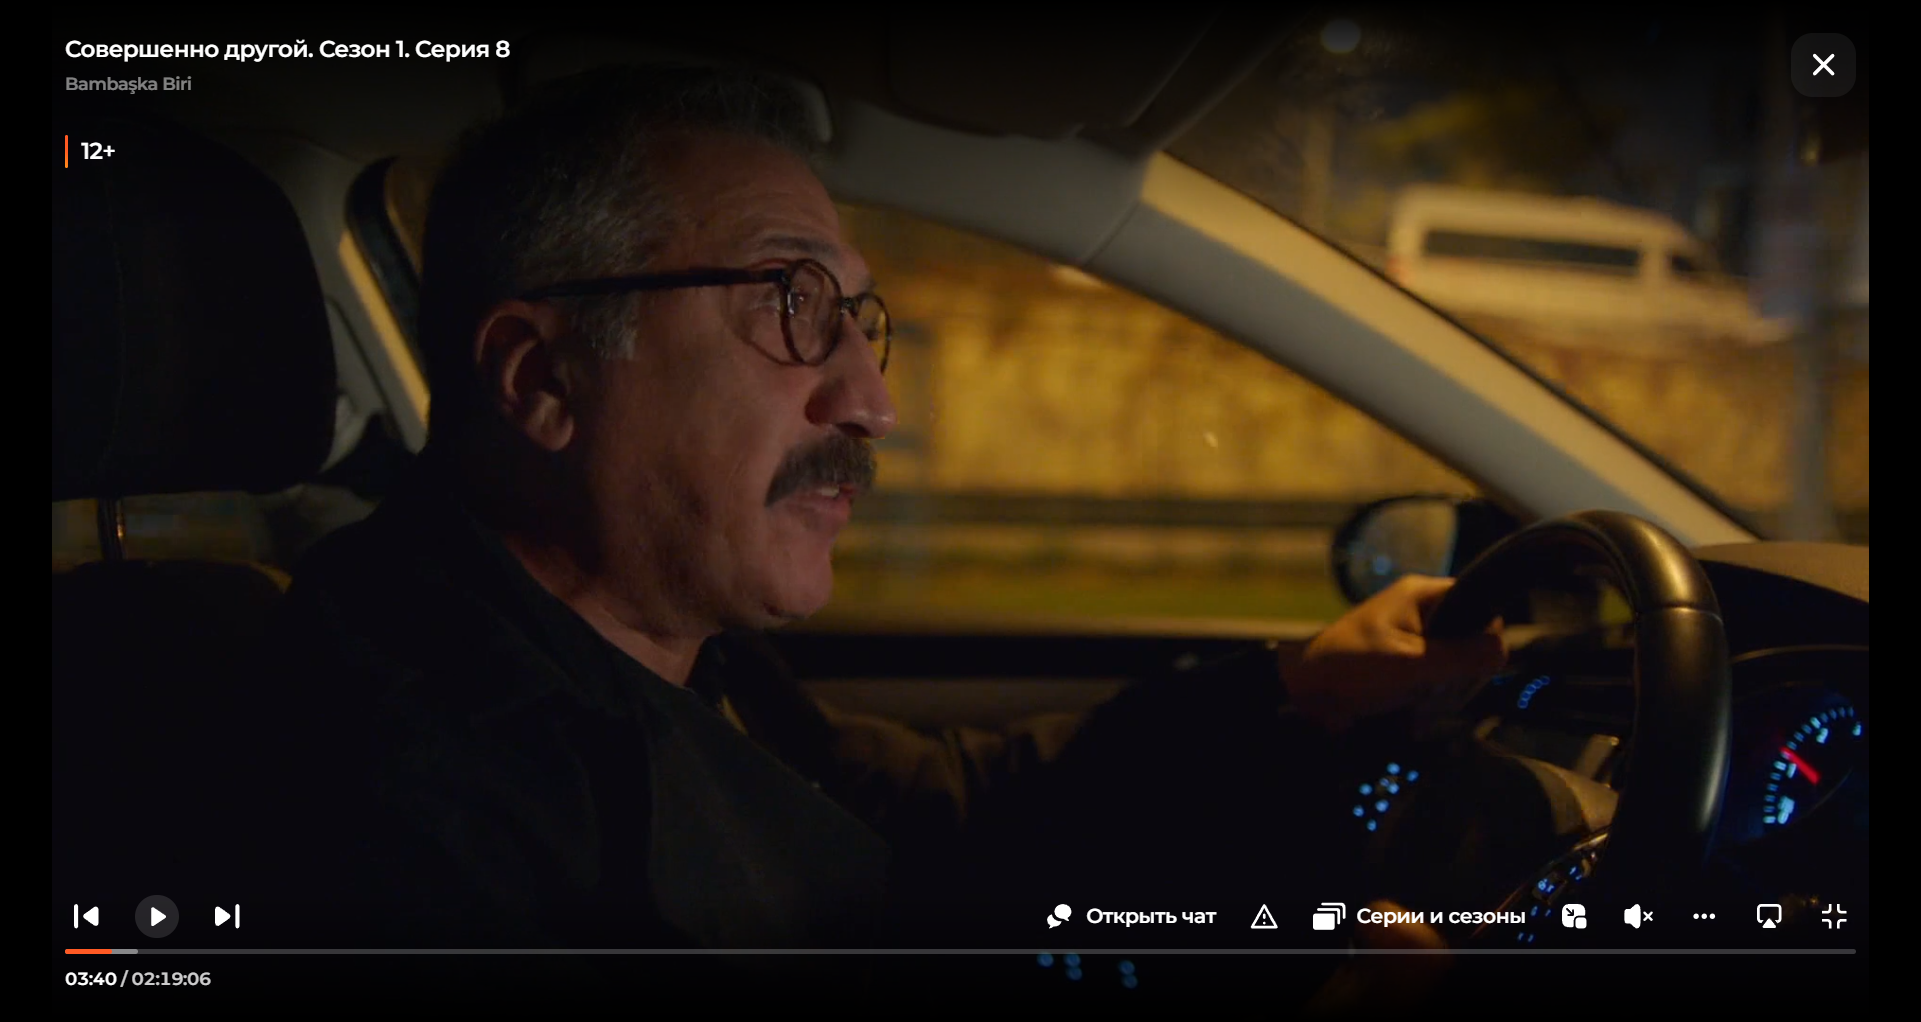 Совершенно другой. Сезон 1. Серия 8
Bambaşka Biri
12+
Открыть чат
Серии и сезоны
03:40 / 02:19:06